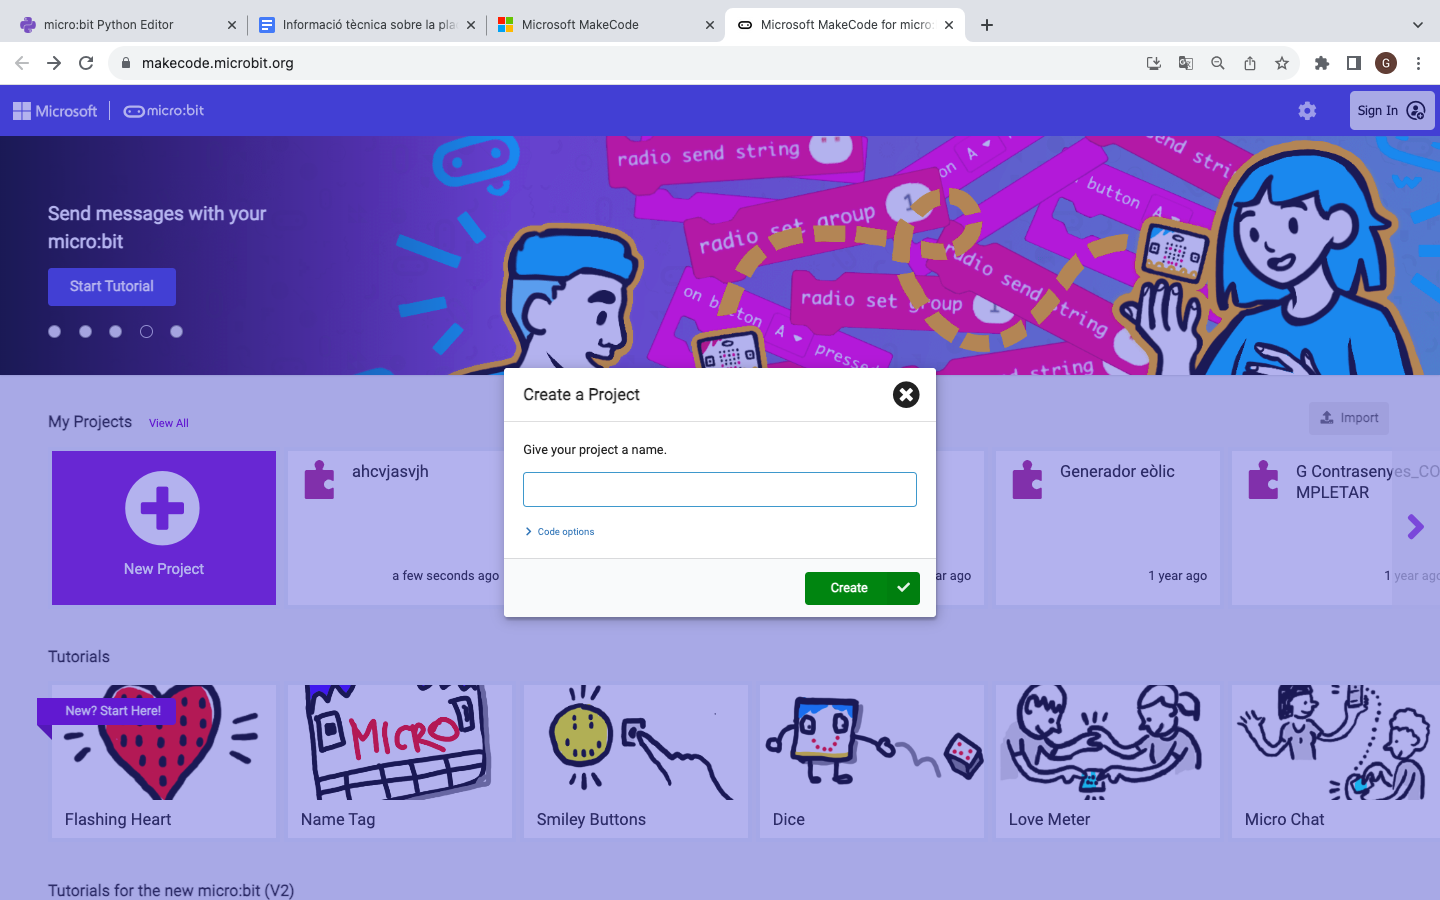 micro:bit Python Editor
Informació tècnica sobre la pla
Microsoft MakeCode
Microsoft MakeCode for micro:
makecode.microbit.org
G
Microsoft
micro:bit
Sign In
Send messages with your
micro:bit
Start Tutorial
radio send string
radio set group
1
on button A
send string
button A
radio send string
radio set group
1
on button A pressed
send string
Create a Project
Give your project a name.
Code options
Create
My Projects
View All
Import
New Project
ahcvjasvjh
a few seconds ago
ar ago
Generador eòlic
1 year ago
G Contrasenyes_CO
MPLETAR
1 year ago
Tutorials
New? Start Here!
Flashing Heart
MICRO
Name Tag
Smiley Buttons
Dice
Love Meter
Micro Chat
Tutorials for the new micro:bit (V2)